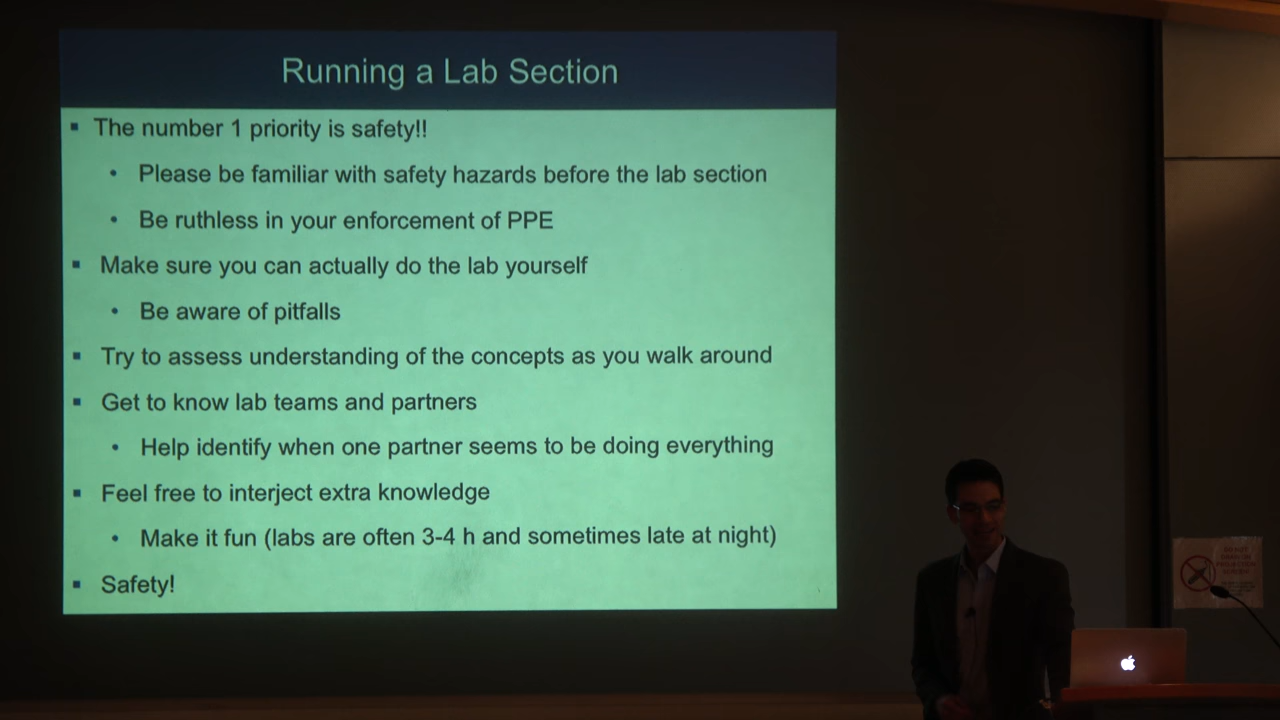 Running a Lab Section
▪ The number 1 priority is safety!!
• Please be familiar with safety hazards before the lab section
• Be ruthless in your enforcement of PPE
▪ Make sure you can actually do the lab yourself
• Be aware of pitfalls
▪ Try to assess understanding of the concepts as you walk around
▪ Get to know lab teams and partners
• Help identify when one partner seems to be doing everything
▪ Feel free to interject extra knowledge
• Make it fun (labs are often 3-4 h and sometimes late at night)
▪ Safety!